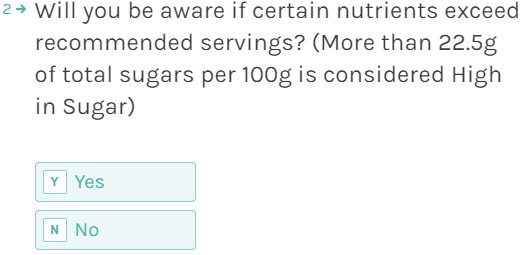 2→ Will you be aware if certain nutrients exceed
recommended servings? (More than 22.5g
of total sugars per 100g is considered High
in Sugar)
Y Yes
N No